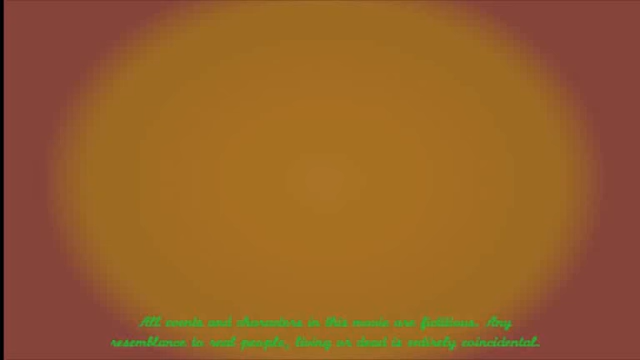 All events and characters in this movie are fictitious. Any
resemblance to real people, living or dead is entirely coincidental.